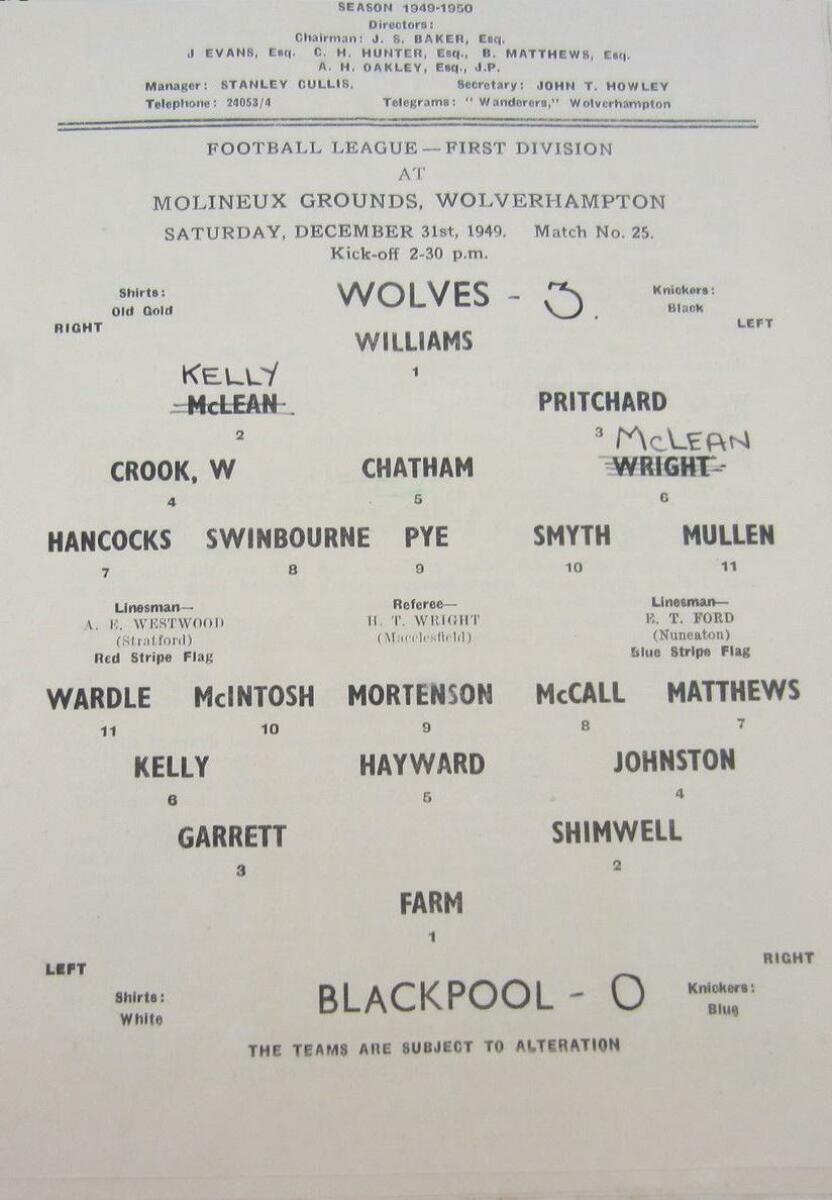 SEASON 1949-1950
Directors:
Chairman: J. S. BAKER, Esq.
J EVANS, Esq. C. H. HUNTER, Esq., B. MATTHEWS, Esq.
A. H. OAKLEY, Esq., J.P.
Manager: STANLEY CULLIS. Secretary: JOHN T. HOWLEY
Telephone: 24053/4 Telegrams: "Wanderers," Wolverhampton
FOOTBALL LEAGUE—FIRST DIVISION
AT
MOLINEUX GROUNDS, WOLVERHAMPTON
SATURDAY, DECEMBER 31st, 1949. Match No. 25.
Kick-off 2-30 p.m.
Shirts: WOLVES - 3. Knickers:
Old Gold Black
RIGHT LEFT
WILLIAMS
1
KELLY
McLEAN PRITCHARD
2 3
McLEAN
CROOK, W CHATHAM WRIGHT
4 5 6
HANCOCKS SWINBOURNE PYE SMYTH MULLEN
7 8 9 10 11
Linesman— Referee— Linesman—
A. E. WESTWOOD H. T. WRIGHT E. T. FORD
(Stratford) (Macclesfield) (Nuneaton)
Red Stripe Flag Blue Stripe Flag
WARDLE McINTOSH MORTENSON McCALL MATTHEWS
11 10 9 8 7
KELLY HAYWARD JOHNSTON
6 5 4
GARRETT SHIMWELL
3 2
FARM
1
LEFT RIGHT
Shirts: BLACKPOOL - 0 Knickers:
White Blue
THE TEAMS ARE SUBJECT TO ALTERATION